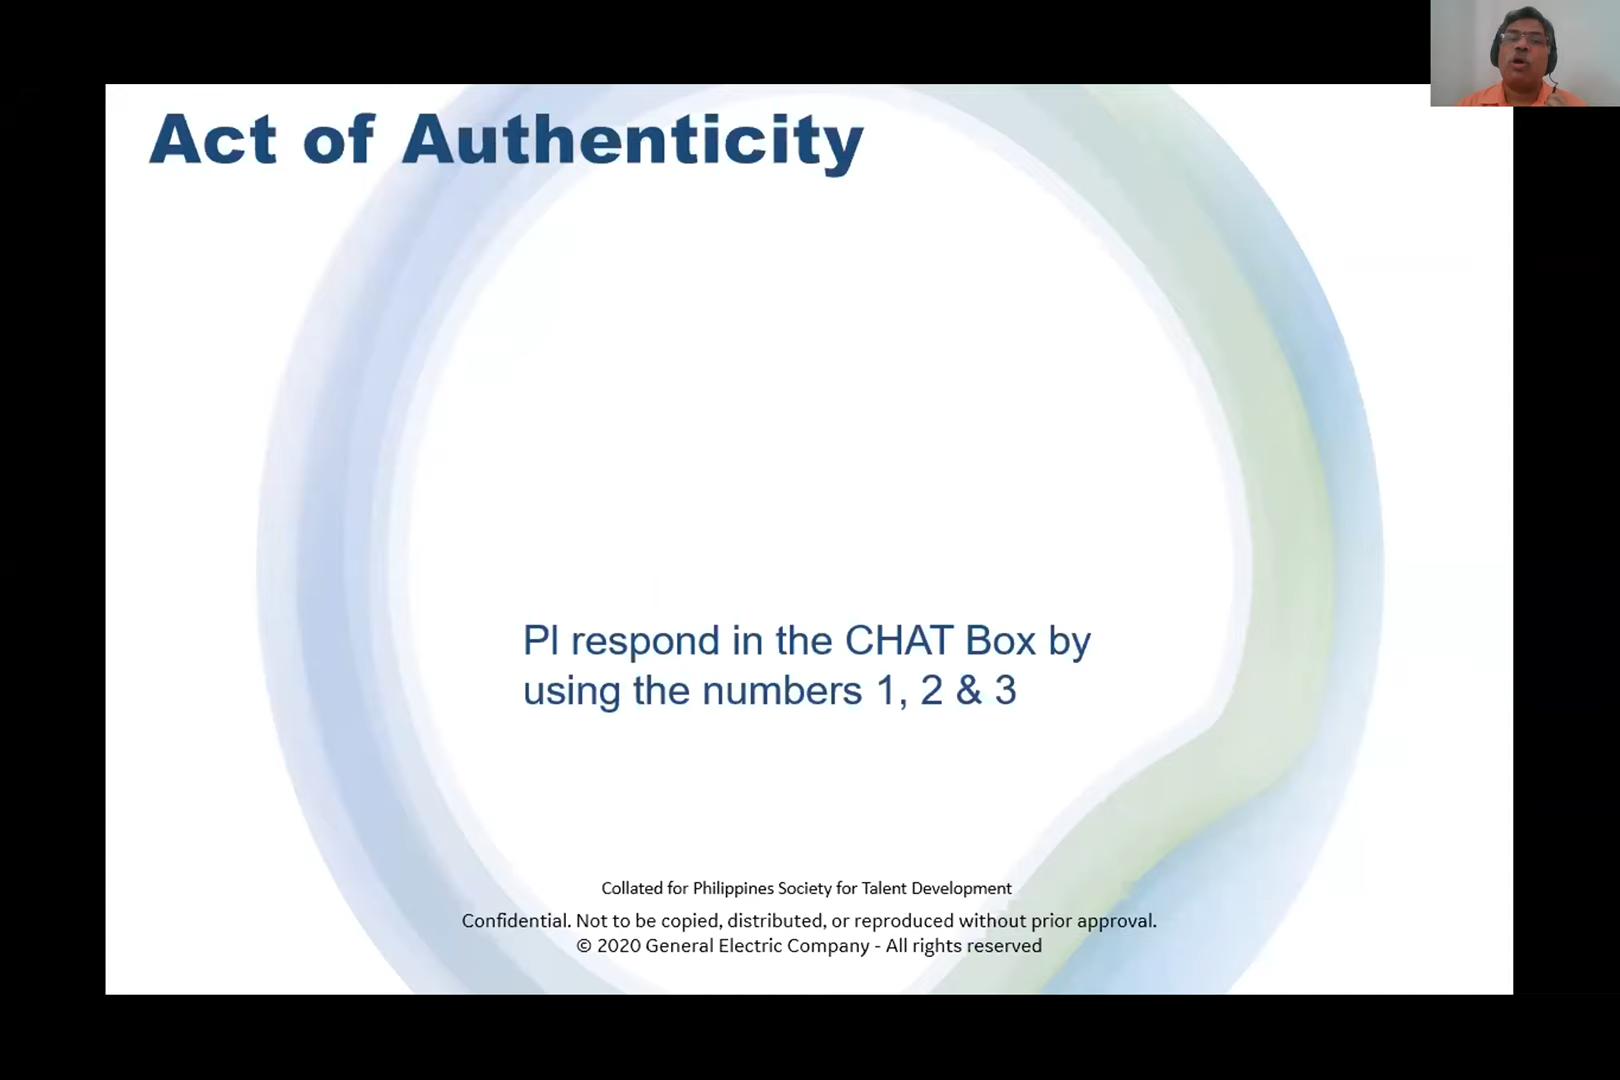 Act of Authenticity
Pl respond in the CHAT Box by
using the numbers 1, 2 & 3
Collated for Philippines Society for Talent Development
Confidential. Not to be copied, distributed, or reproduced without prior approval.
© 2020 General Electric Company - All rights reserved